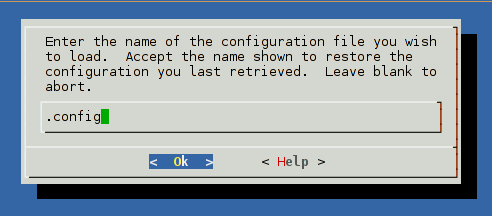 Enter the name of the configuration file you wish
to load.  Accept the name shown to restore the
configuration you last retrieved.  Leave blank to
abort.
.config
<  Ok  >      < Help >